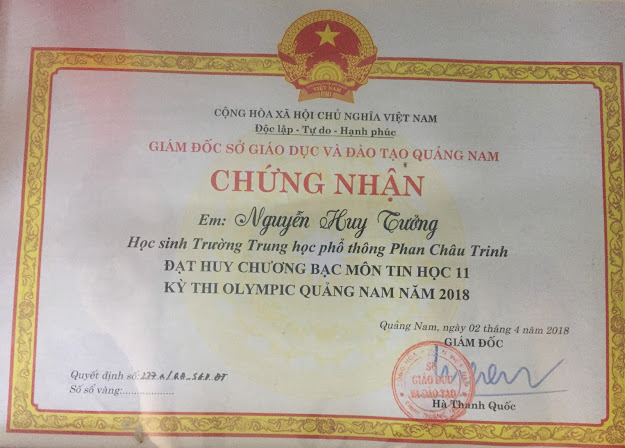 VIỆT NAM
CỘNG HÒA XÃ HỘI CHỦ NGHĨA VIỆT NAM
Độc lập - Tự do - Hạnh phúc
GIÁM ĐỐC SỞ GIÁO DỤC VÀ ĐÀO TẠO QUẢNG NAM
CHỨNG NHẬN
Em: Nguyễn Huy Tưởng
Học sinh Trường Trung học phổ thông Phan Châu Trinh
ĐẠT HUY CHƯƠNG BẠC MÔN TIN HỌC 11
KỲ THI OLYMPIC QUẢNG NAM NĂM 2018
Quảng Nam, ngày 02 tháng 4 năm 2018
GIÁM ĐỐC
SỞ
GIÁO DỤC
VÀ ĐÀO TẠO
Hà Thanh Quốc
Quyết định số:
Số sổ vàng:..................